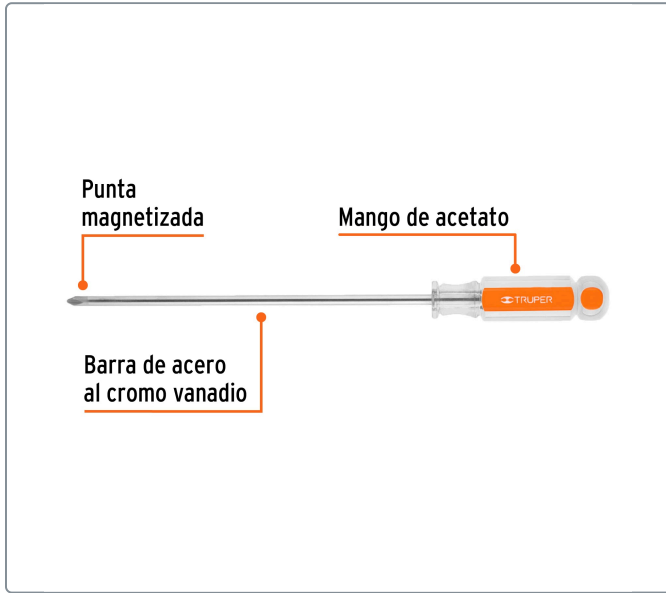 Punta
magnetizada
Mango de acetato
TRUPER
Barra de acero
al cromo vanadio